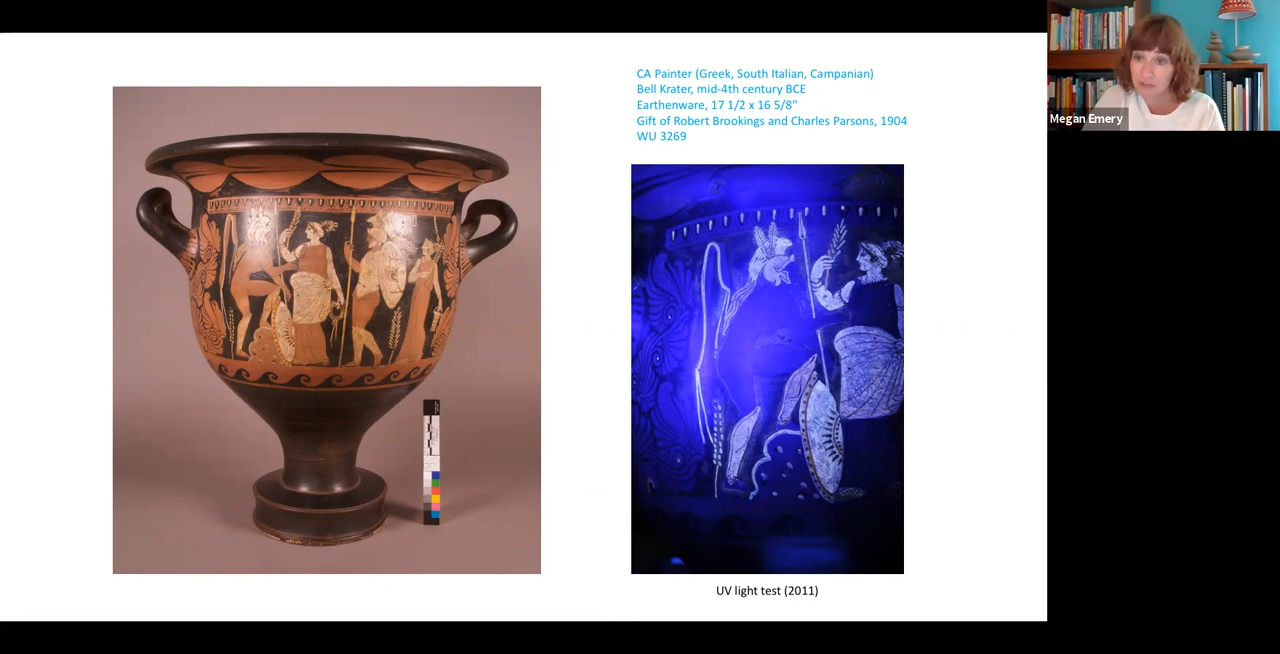 CA Painter (Greek, South Italian, Campanian)
Bell Krater, mid-4th century BCE
Earthenware, 17 1/2 x 16 5/8"
Gift of Robert Brookings and Charles Parsons, 1904
WU 3269
UV light test (2011)
Megan Emery